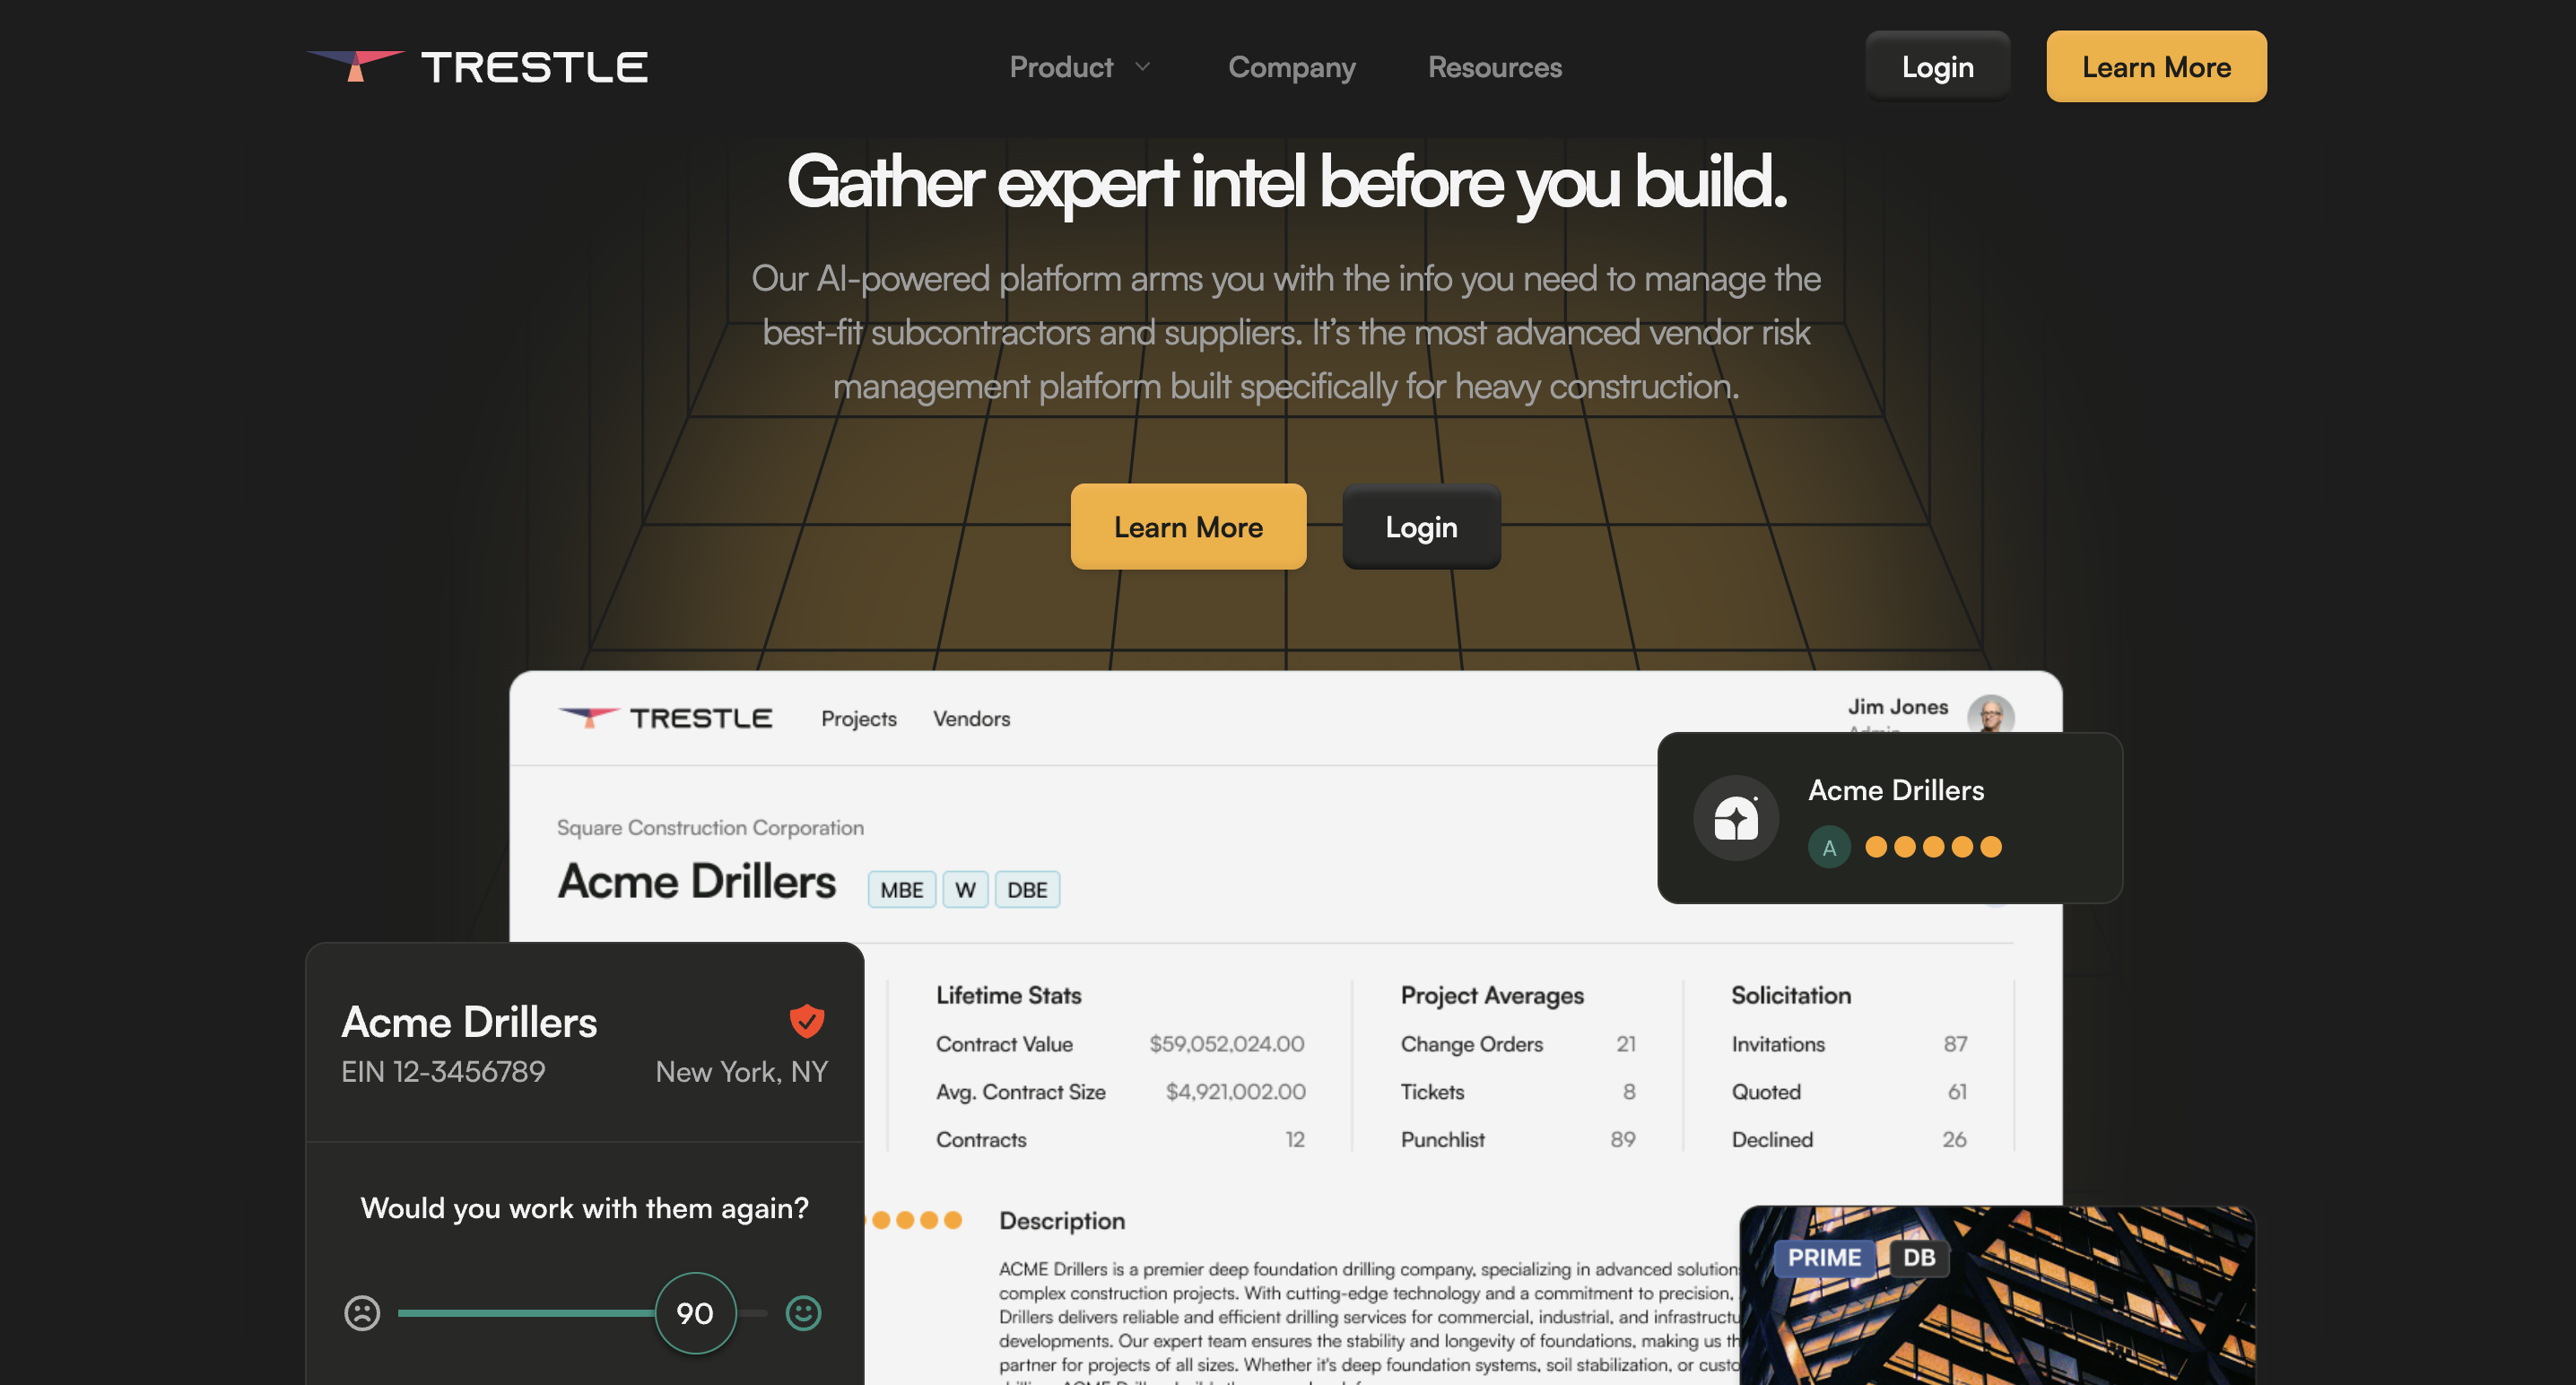 TRESTLE
Product
Company
Resources
Login
Learn More
Gather expert intel before you build.
Our AI-powered platform arms you with the info you need to manage the
best-fit subcontractors and suppliers. It’s the most advanced vendor risk
management platform built specifically for heavy construction.
Learn More
Login
TRESTLE
Projects
Vendors
Jim Jones
Admin
Acme Drillers
A
Square Construction Corporation
Acme Drillers
MBE
W
DBE
Acme Drillers
EIN 12-3456789
New York, NY
Would you work with them again?
90
Lifetime Stats
Contract Value $59,052,024.00
Avg. Contract Size $4,921,002.00
Contracts 12
Project Averages
Change Orders 21
Tickets 8
Punchlist 89
Solicitation
Invitations 87
Quoted 61
Declined 26
Description
ACME Drillers is a premier deep foundation drilling company, specializing in advanced solution
complex construction projects. With cutting-edge technology and a commitment to precision,
Drillers delivers reliable and efficient drilling services for commercial, industrial, and infrastructu
developments. Our expert team ensures the stability and longevity of foundations, making us th
partner for projects of all sizes. Whether it's deep foundation systems, soil stabilization, or custo
PRIME
DB